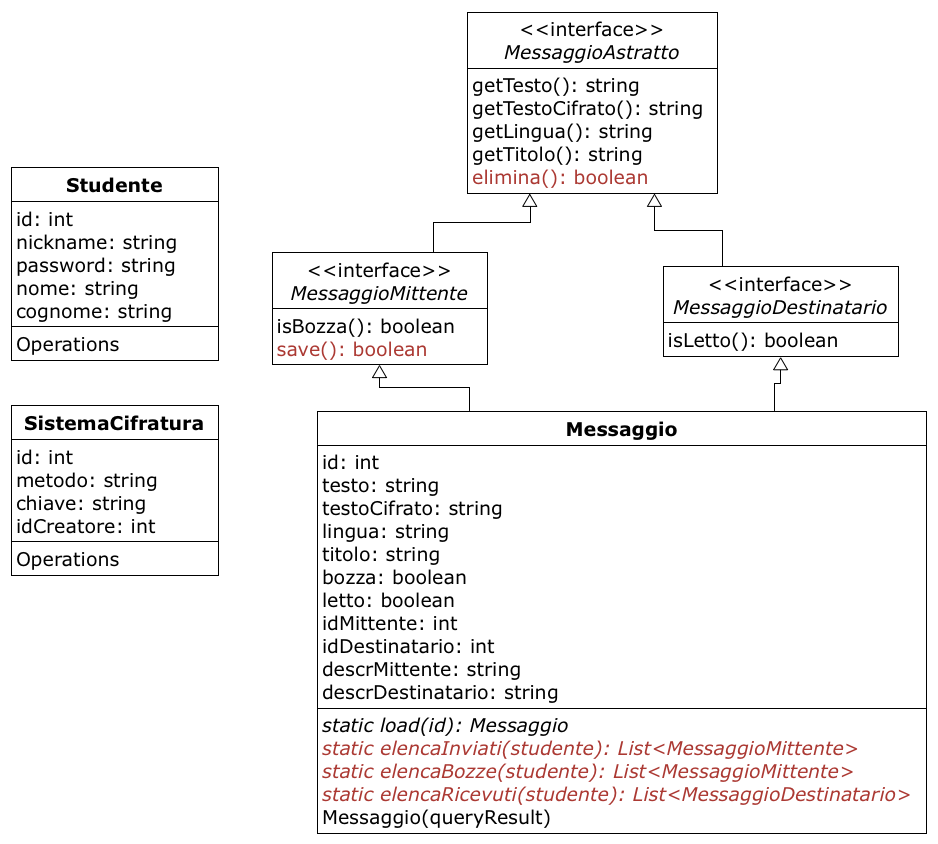 <<interface>>
MessaggioAstratto
getTesto(): string
getTestoCifrato(): string
getLingua(): string
getTitolo(): string
elimina(): boolean
Studente
id: int
nickname: string
password: string
nome: string
cognome: string
Operations
<<interface>>
MessaggioMittente
isBozza(): boolean
save(): boolean
<<interface>>
MessaggioDestinatario
isLetto(): boolean
SistemaCifratura
id: int
metodo: string
chiave: string
idCreatore: int
Operations
Messaggio
id: int
testo: string
testoCifrato: string
lingua: string
titolo: string
bozza: boolean
letto: boolean
idMittente: int
idDestinatario: int
descrMittente: string
descrDestinatario: string
static load(id): Messaggio
static elencaInviati(studente): List<MessaggioMittente>
static elencaBozze(studente): List<MessaggioMittente>
static elencaRicevuti(studente): List<MessaggioDestinatario>
Messaggio(queryResult)